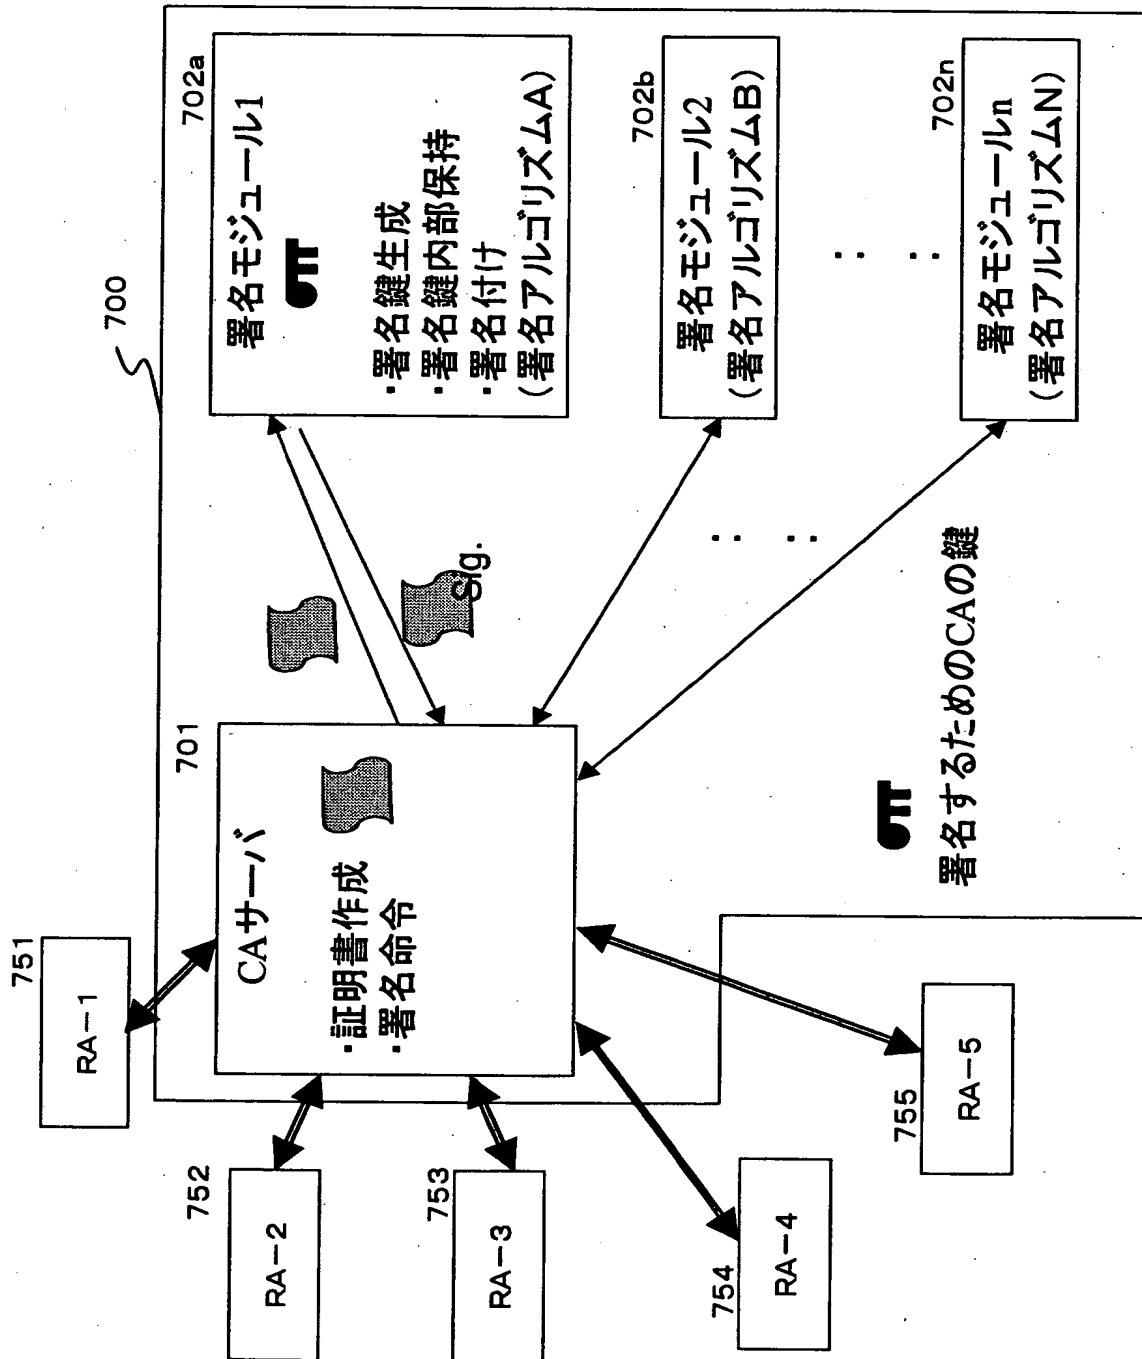 700
751
RA－1
752
RA－2
753
RA－3
754
RA－4
755
RA－5
701
CAサーバ
・証明書作成
・署名命令
Sig.
702a
署名モジュール1
・署名鍵生成
・署名鍵内部保持
・署名付け
(署名アルゴリズムA)
702b
署名モジュール2
(署名アルゴリズムB)
702n
署名モジュールn
(署名アルゴリズムN)
署名するためのCAの鍵